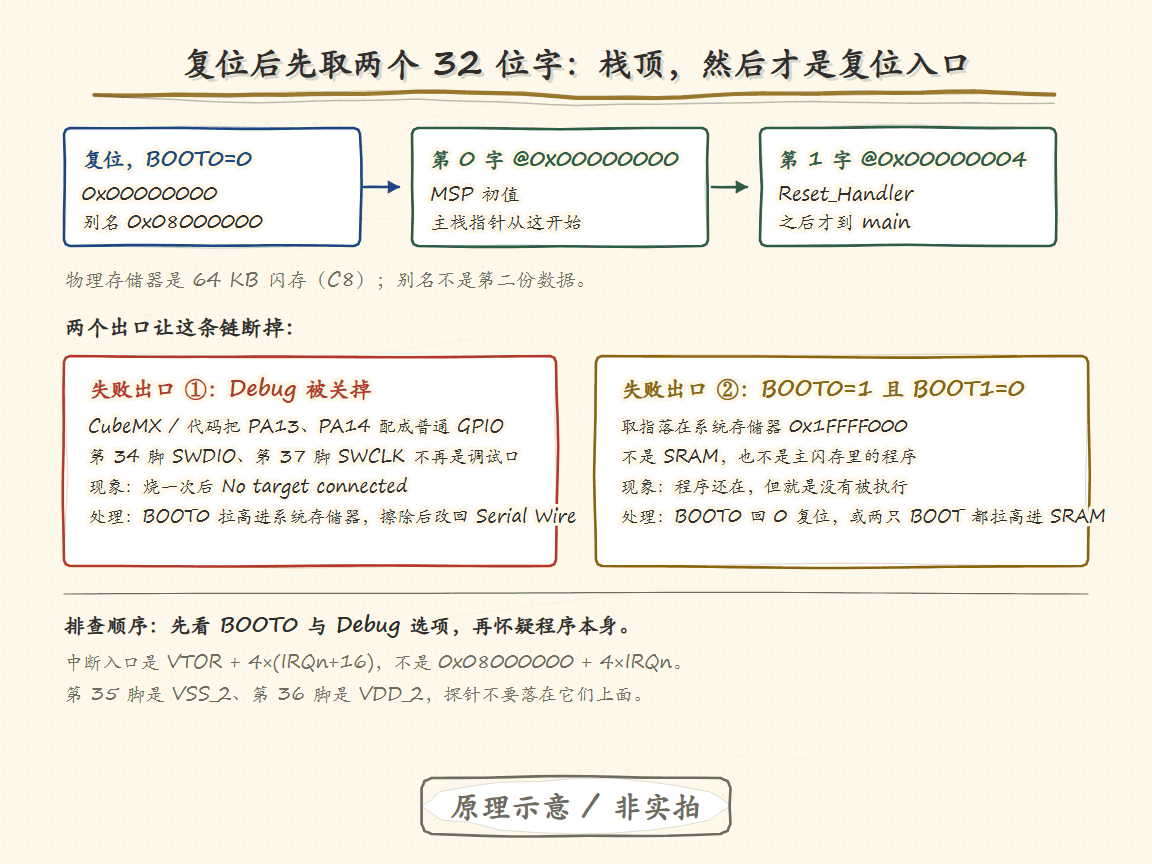 复位后先取两个 32 位字：栈顶，然后才是复位入口
复位，BOOT0=0
0x00000000
别名 0x08000000
第 0 字 @0x00000000
MSP 初值
主栈指针从这开始
第 1 字 @0x00000004
Reset_Handler
之后才到 main
物理存储器是 64 KB 闪存（C8）；别名不是第二份数据。
两个出口让这条链断掉：
失败出口 ①：Debug 被关掉
CubeMX / 代码把 PA13、PA14 配成普通 GPIO
第 34 脚 SWDIO、第 37 脚 SWCLK 不再是调试口
现象：烧一次后 No target connected
处理：BOOT0 拉高进系统存储器，擦除后改回 Serial Wire
失败出口 ②：BOOT0=1 且 BOOT1=0
取指落在系统存储器 0x1FFFF000
不是 SRAM，也不是主闪存里的程序
现象：程序还在，但就是没有被执行
处理：BOOT0 回 0 复位，或两只 BOOT 都拉高进 SRAM
排查顺序：先看 BOOT0 与 Debug 选项，再怀疑程序本身。
中断入口是 VTOR + 4×(IRQn+16)，不是 0x08000000 + 4×IRQn。
第 35 脚是 VSS_2、第 36 脚是 VDD_2，探针不要落在它们上面。
原理示意 / 非实拍